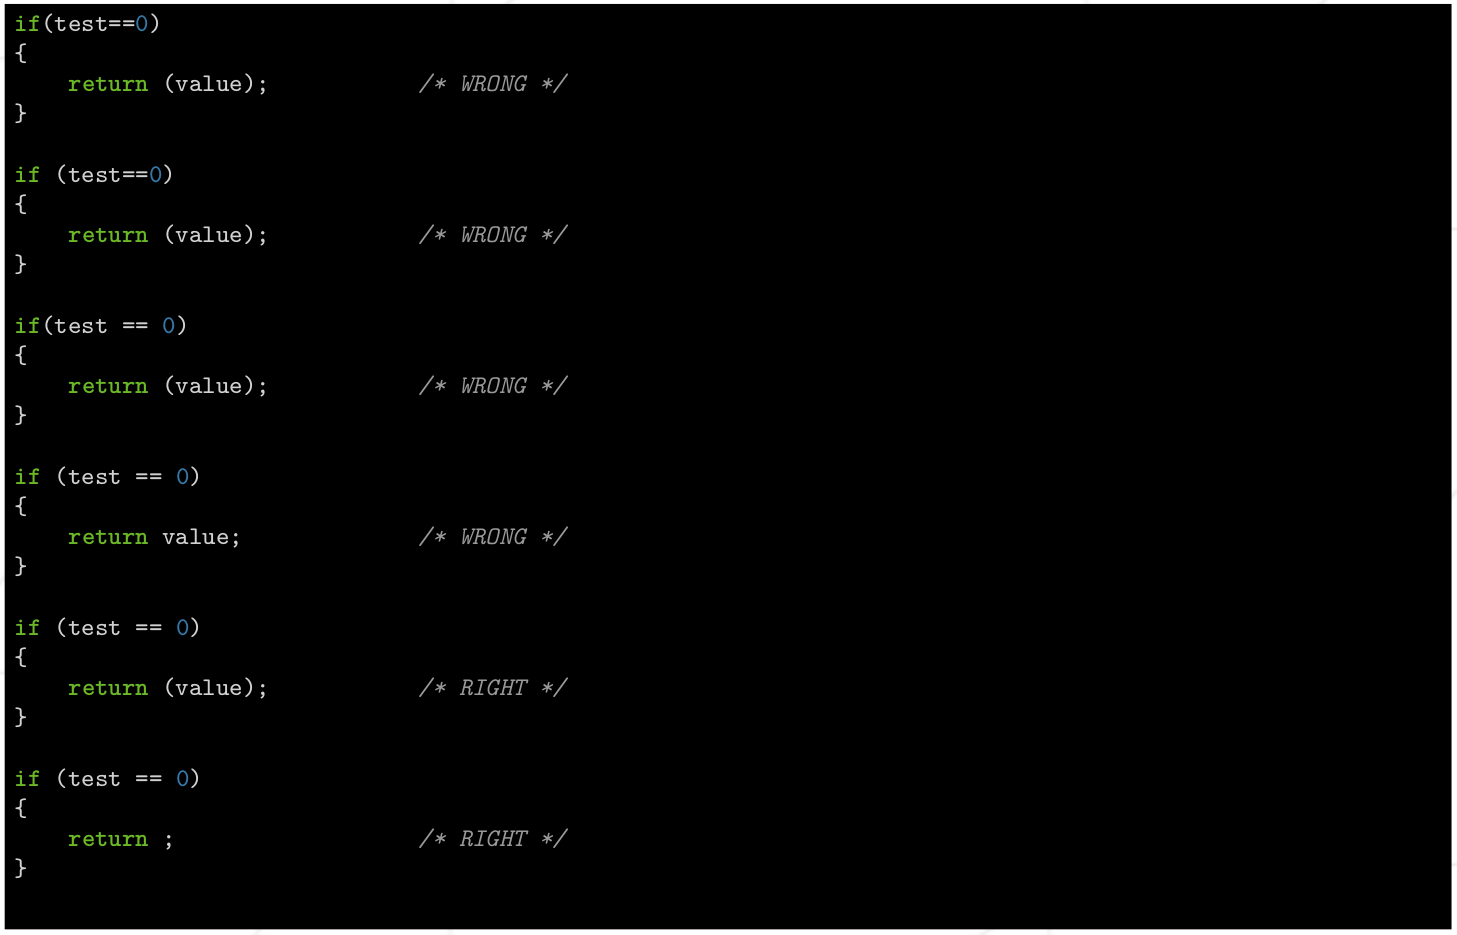 if(test==0)
{
    return (value);           /* WRONG */
}

if (test==0)
{
    return (value);           /* WRONG */
}

if(test == 0)
{
    return (value);           /* WRONG */
}

if (test == 0)
{
    return value;             /* WRONG */
}

if (test == 0)
{
    return (value);           /* RIGHT */
}

if (test == 0)
{
    return ;                  /* RIGHT */
}